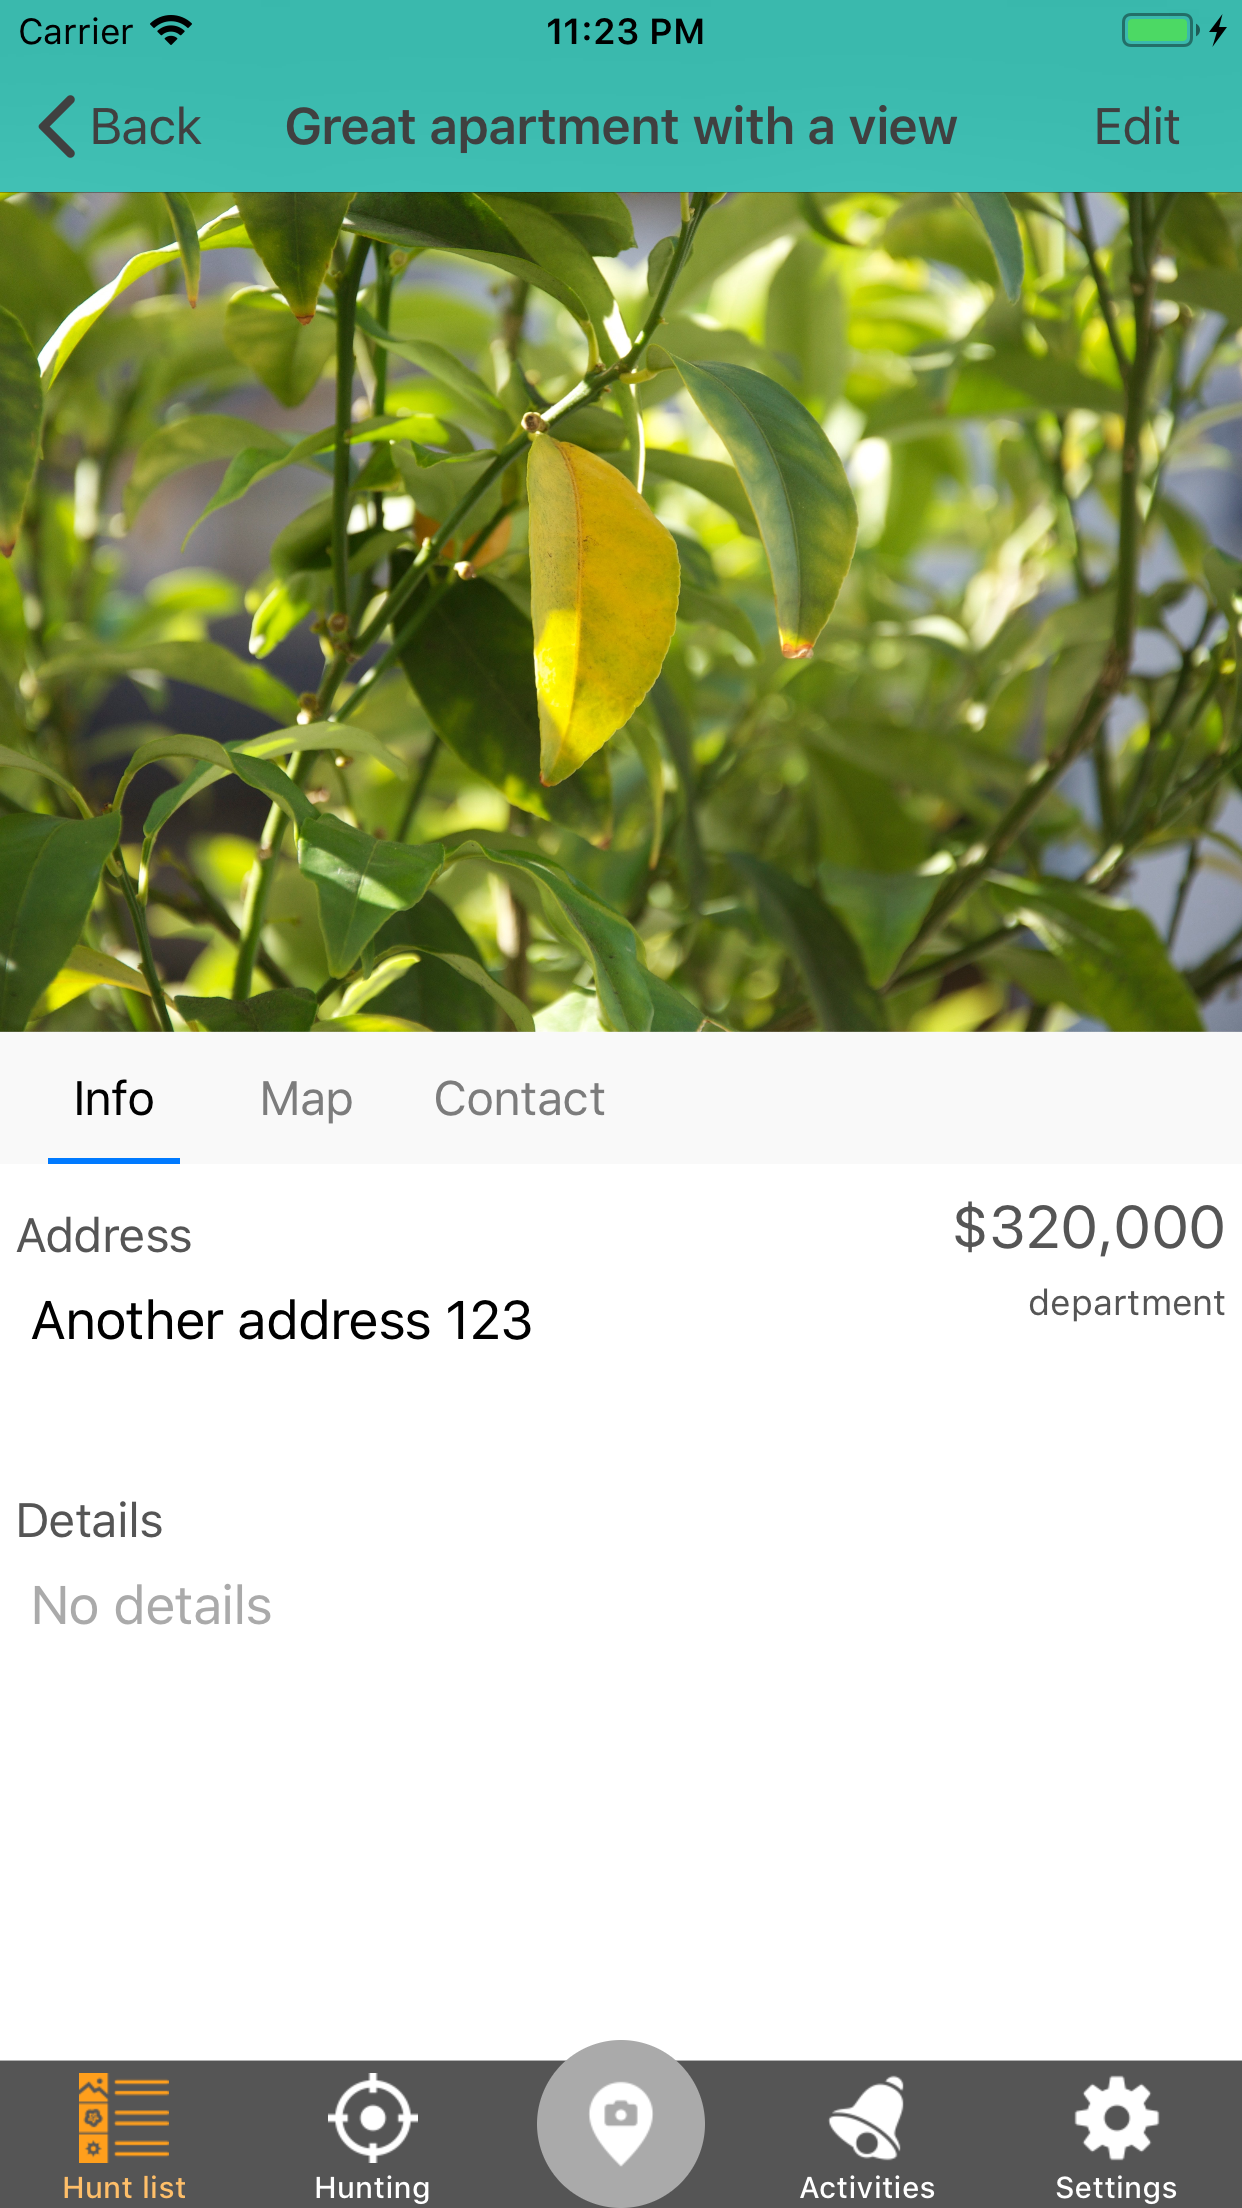 Carrier 11:23 PM
Back Great apartment with a view Edit
Info Map Contact
Address $320,000
Another address 123 department
Details
No details
Hunt list Hunting Activities Settings